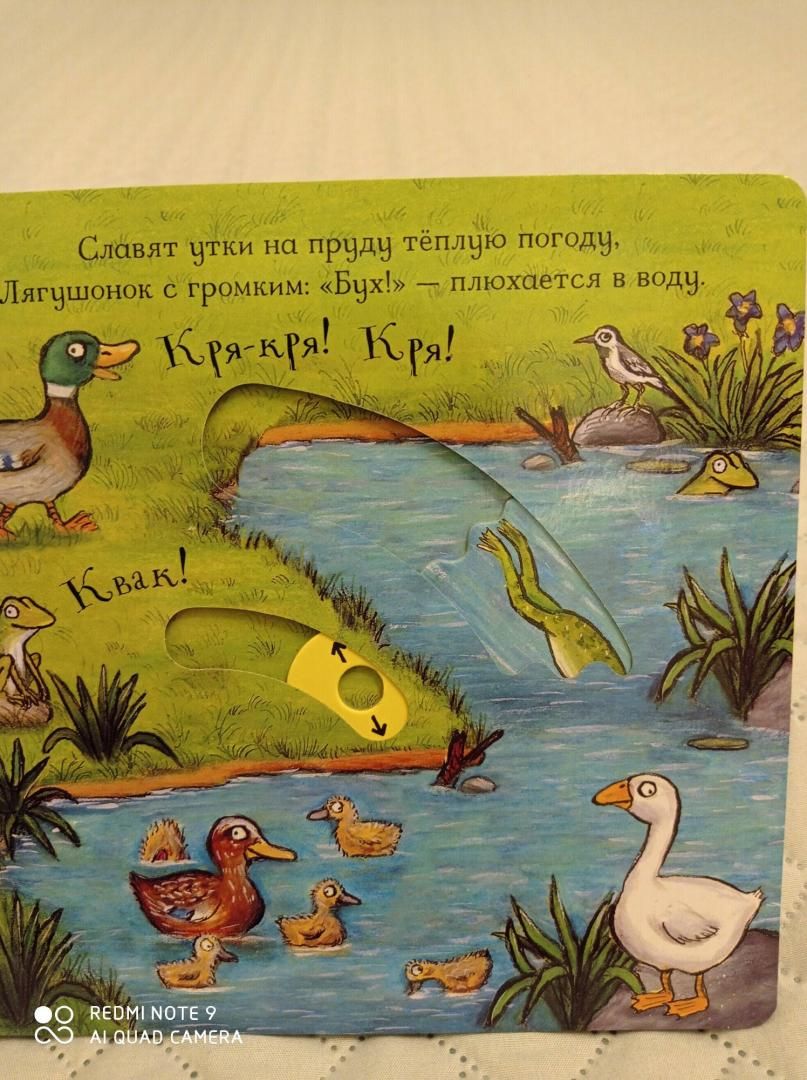 Славят утки на пруду тёплую погоду,
Лягушонок с громким: «Бух!» — плюхается в воду.
Кря-кря! Кря!
Квак!
REDMI NOTE 9
AI QUAD CAMERA